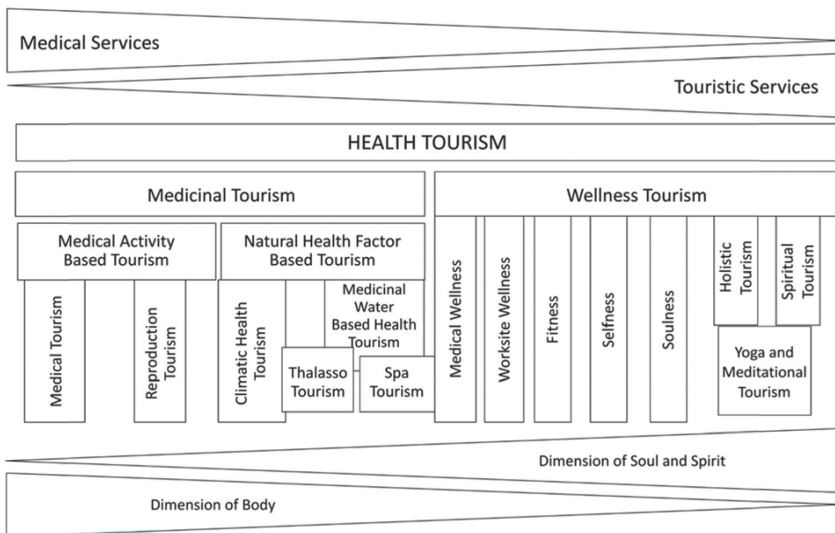 Medical Services
Touristic Services
HEALTH TOURISM
Medicinal Tourism
Wellness Tourism
Medical Activity
Based Tourism
Natural Health Factor
Based Tourism
Medical Tourism
Reproduction
Tourism
Climatic Health
Tourism
Medicinal
Water
Based Health
Tourism
Thalasso
Tourism
Spa
Tourism
Medical Wellness
Worksite Wellness
Fitness
Selfness
Soulness
Holistic
Tourism
Spiritual
Tourism
Yoga and
Meditational
Tourism
Dimension of Soul and Spirit
Dimension of Body